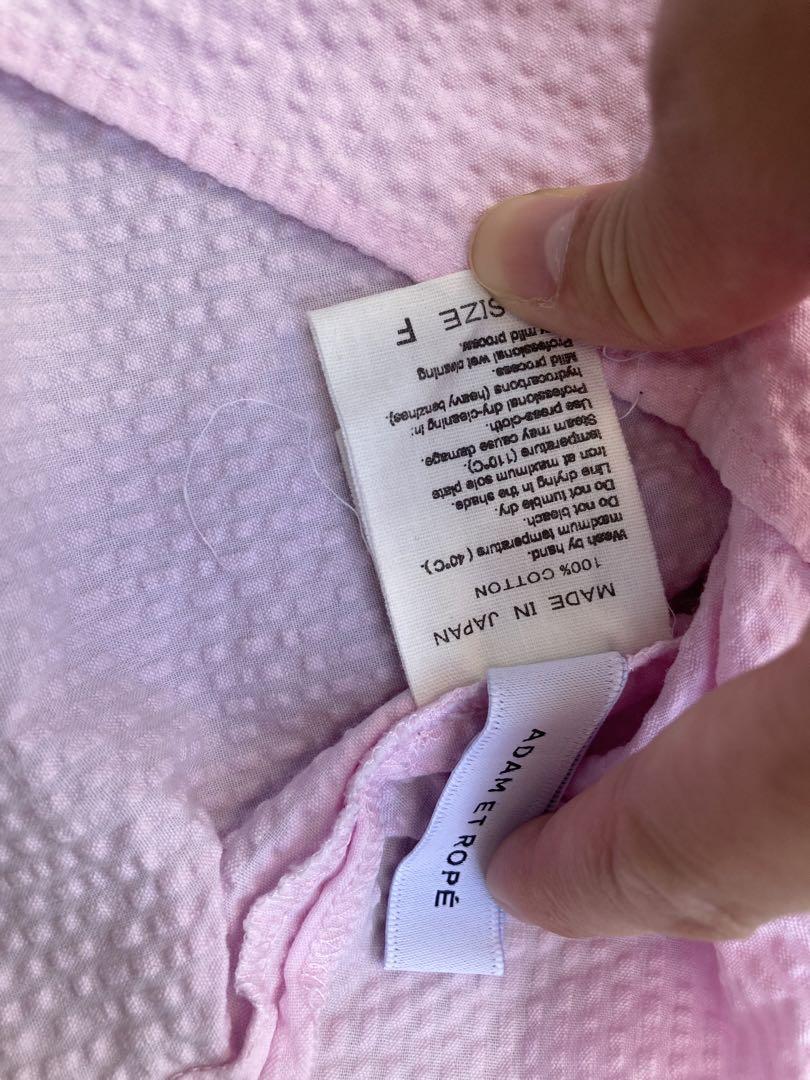 ADAM ET ROPÉ
MADE IN JAPAN
100% COTTON
Wash by hand.
maximum temperature ( 40°C).
Do not bleach.
Do not tumble dry.
Line drying in the shade.
Iron at maximum sole plate
temperature (110°C).
Steam may cause damage.
Use press-cloth.
Professional dry-cleaning in:
hydrocarbons (heavy benzines)
Mild process.
Professional wet cleaning
mild process.
SIZE F